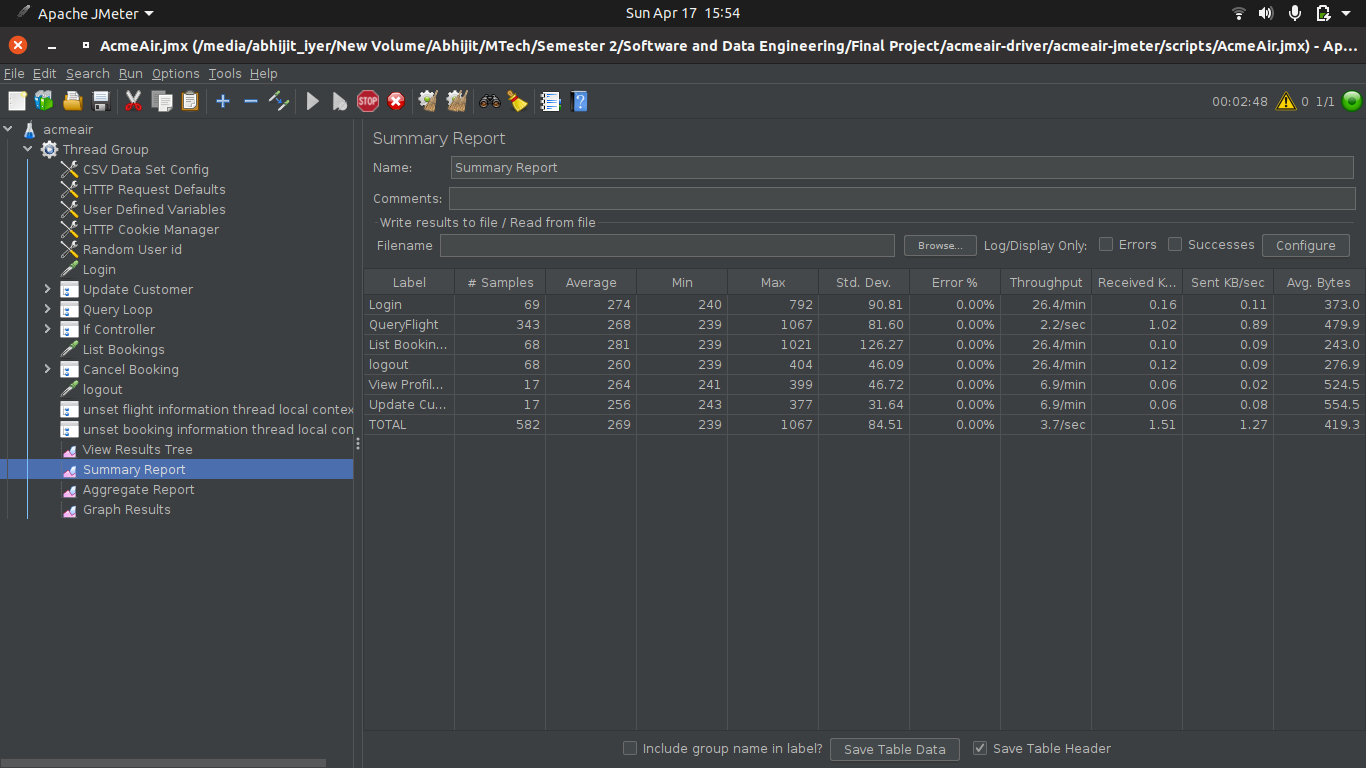 Apache JMeter Sun Apr 17 15:54
AcmeAir.jmx (/media/abhijit_iyer/New Volume/Abhijit/MTech/Semester 2/Software and Data Engineering/Final Project/acmeair-driver/acmeair-jmeter/scripts/AcmeAir.jmx) - Ap...
File Edit Search Run Options Tools Help
STOP 00:02:48 0 1/1
acmeair
Thread Group
CSV Data Set Config
HTTP Request Defaults
User Defined Variables
HTTP Cookie Manager
Random User id
Login
Update Customer
Query Loop
If Controller
List Bookings
Cancel Booking
logout
unset flight information thread local contex
unset booking information thread local con
View Results Tree
Summary Report
Aggregate Report
Graph Results
Summary Report
Name: Summary Report
Comments:
Write results to file / Read from file
Filename Browse... Log/Display Only: Errors Successes Configure
Label # Samples Average Min Max Std. Dev. Error % Throughput Received K... Sent KB/sec Avg. Bytes
Login 69 274 240 792 90.81 0.00% 26.4/min 0.16 0.11 373.0
QueryFlight 343 268 239 1067 81.60 0.00% 2.2/sec 1.02 0.89 479.9
List Bookin... 68 281 239 1021 126.27 0.00% 26.4/min 0.10 0.09 243.0
logout 68 260 239 404 46.09 0.00% 26.4/min 0.12 0.09 276.9
View Profil... 17 264 241 399 46.72 0.00% 6.9/min 0.06 0.02 524.5
Update Cu... 17 256 243 377 31.64 0.00% 6.9/min 0.06 0.08 554.5
TOTAL 582 269 239 1067 84.51 0.00% 3.7/sec 1.51 1.27 419.3
Include group name in label? Save Table Data Save Table Header